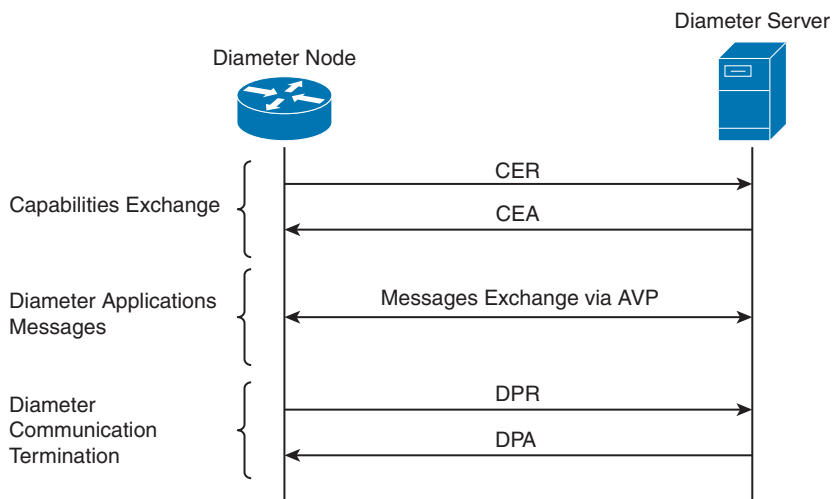 Diameter Server
Diameter Node
CER
Capabilities Exchange
CEA
Messages Exchange via AVP
Diameter Applications
Messages
DPR
Diameter
Communication
Termination
DPA